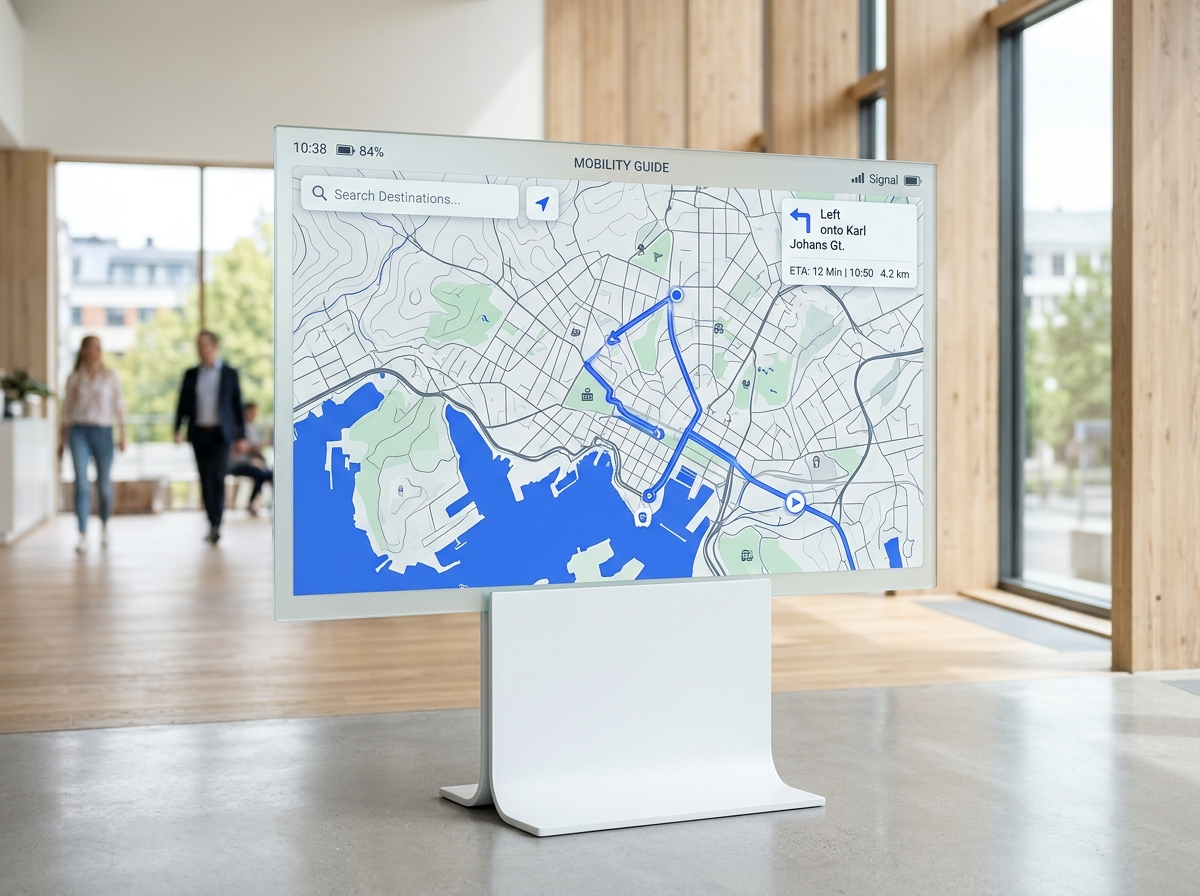 10:38 84%
MOBILITY GUIDE
Signal
Search Destinations...
Left
onto Karl
Johans Gt.
ETA: 12 Min | 10:50 4.2 km